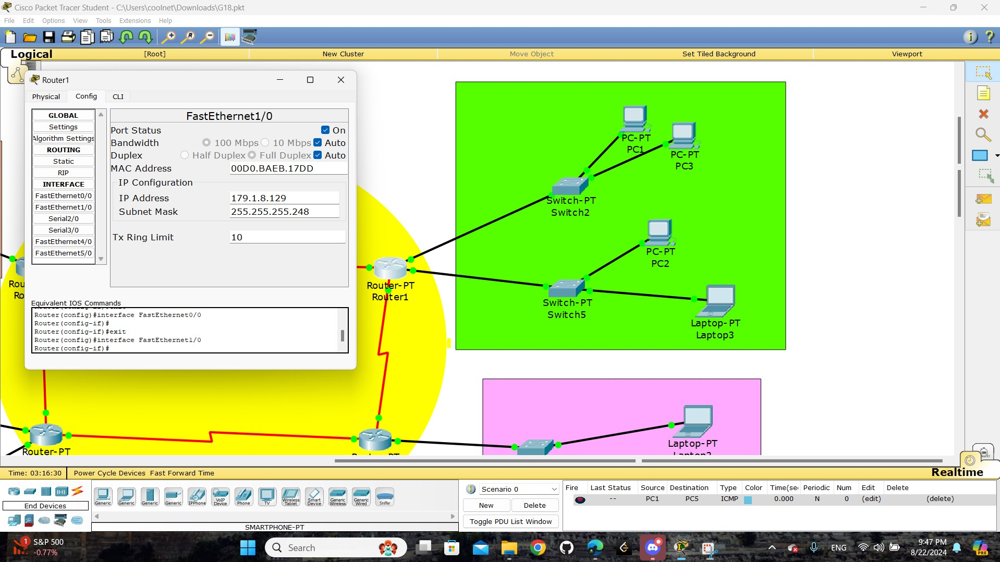 Cisco Packet Tracer Student - C:\Users\coolnet\Downloads\G18.pkt
File Edit Options View Tools Extensions Help
Logical [Root] New Cluster Move Object Set Tiled Background Viewport
Router1
Physical Config CLI
GLOBAL
Settings
Algorithm Settings
ROUTING
Static
RIP
INTERFACE
FastEthernet0/0
FastEthernet1/0
Serial2/0
Serial3/0
FastEthernet4/0
FastEthernet5/0
FastEthernet1/0
Port Status On
Bandwidth 100 Mbps 10 Mbps Auto
Duplex Half Duplex Full Duplex Auto
MAC Address 00D0.BAEB.17DD
IP Configuration
IP Address 179.1.8.129
Subnet Mask 255.255.255.248
Tx Ring Limit 10
Equivalent IOS Commands
Router(config-if)#exit
Router(config)#interface FastEthernet0/0
Router(config-if)#
Router(config-if)#exit
Router(config)#interface FastEthernet1/0
Router(config-if)#
PC-PT
PC1
PC-PT
PC3
Switch-PT
Switch2
PC-PT
PC2
Switch-PT
Switch5
Laptop-PT
Laptop3
Router-PT
Router1
Rou
Ro
Router-PT
Laptop-PT
Time: 03:16:30 Power Cycle Devices Fast Forward Time
Realtime
End Devices
Generic Generic Generic Generic IPPhone VoIP Device Phone TV Wireless Tablet Smart Device Generic Wireless Generic Wired Sniffer
SMARTPHONE-PT
Scenario 0
New Delete
Toggle PDU List Window
Fire Last Status Source Destination Type Color Time(sec Periodic Num Edit Delete
-- PC1 PC5 ICMP 0.000 N 0 (edit) (delete)
1 S&P 500
-0.77%
Search
ENG
9:47 PM
8/22/2024
PRE